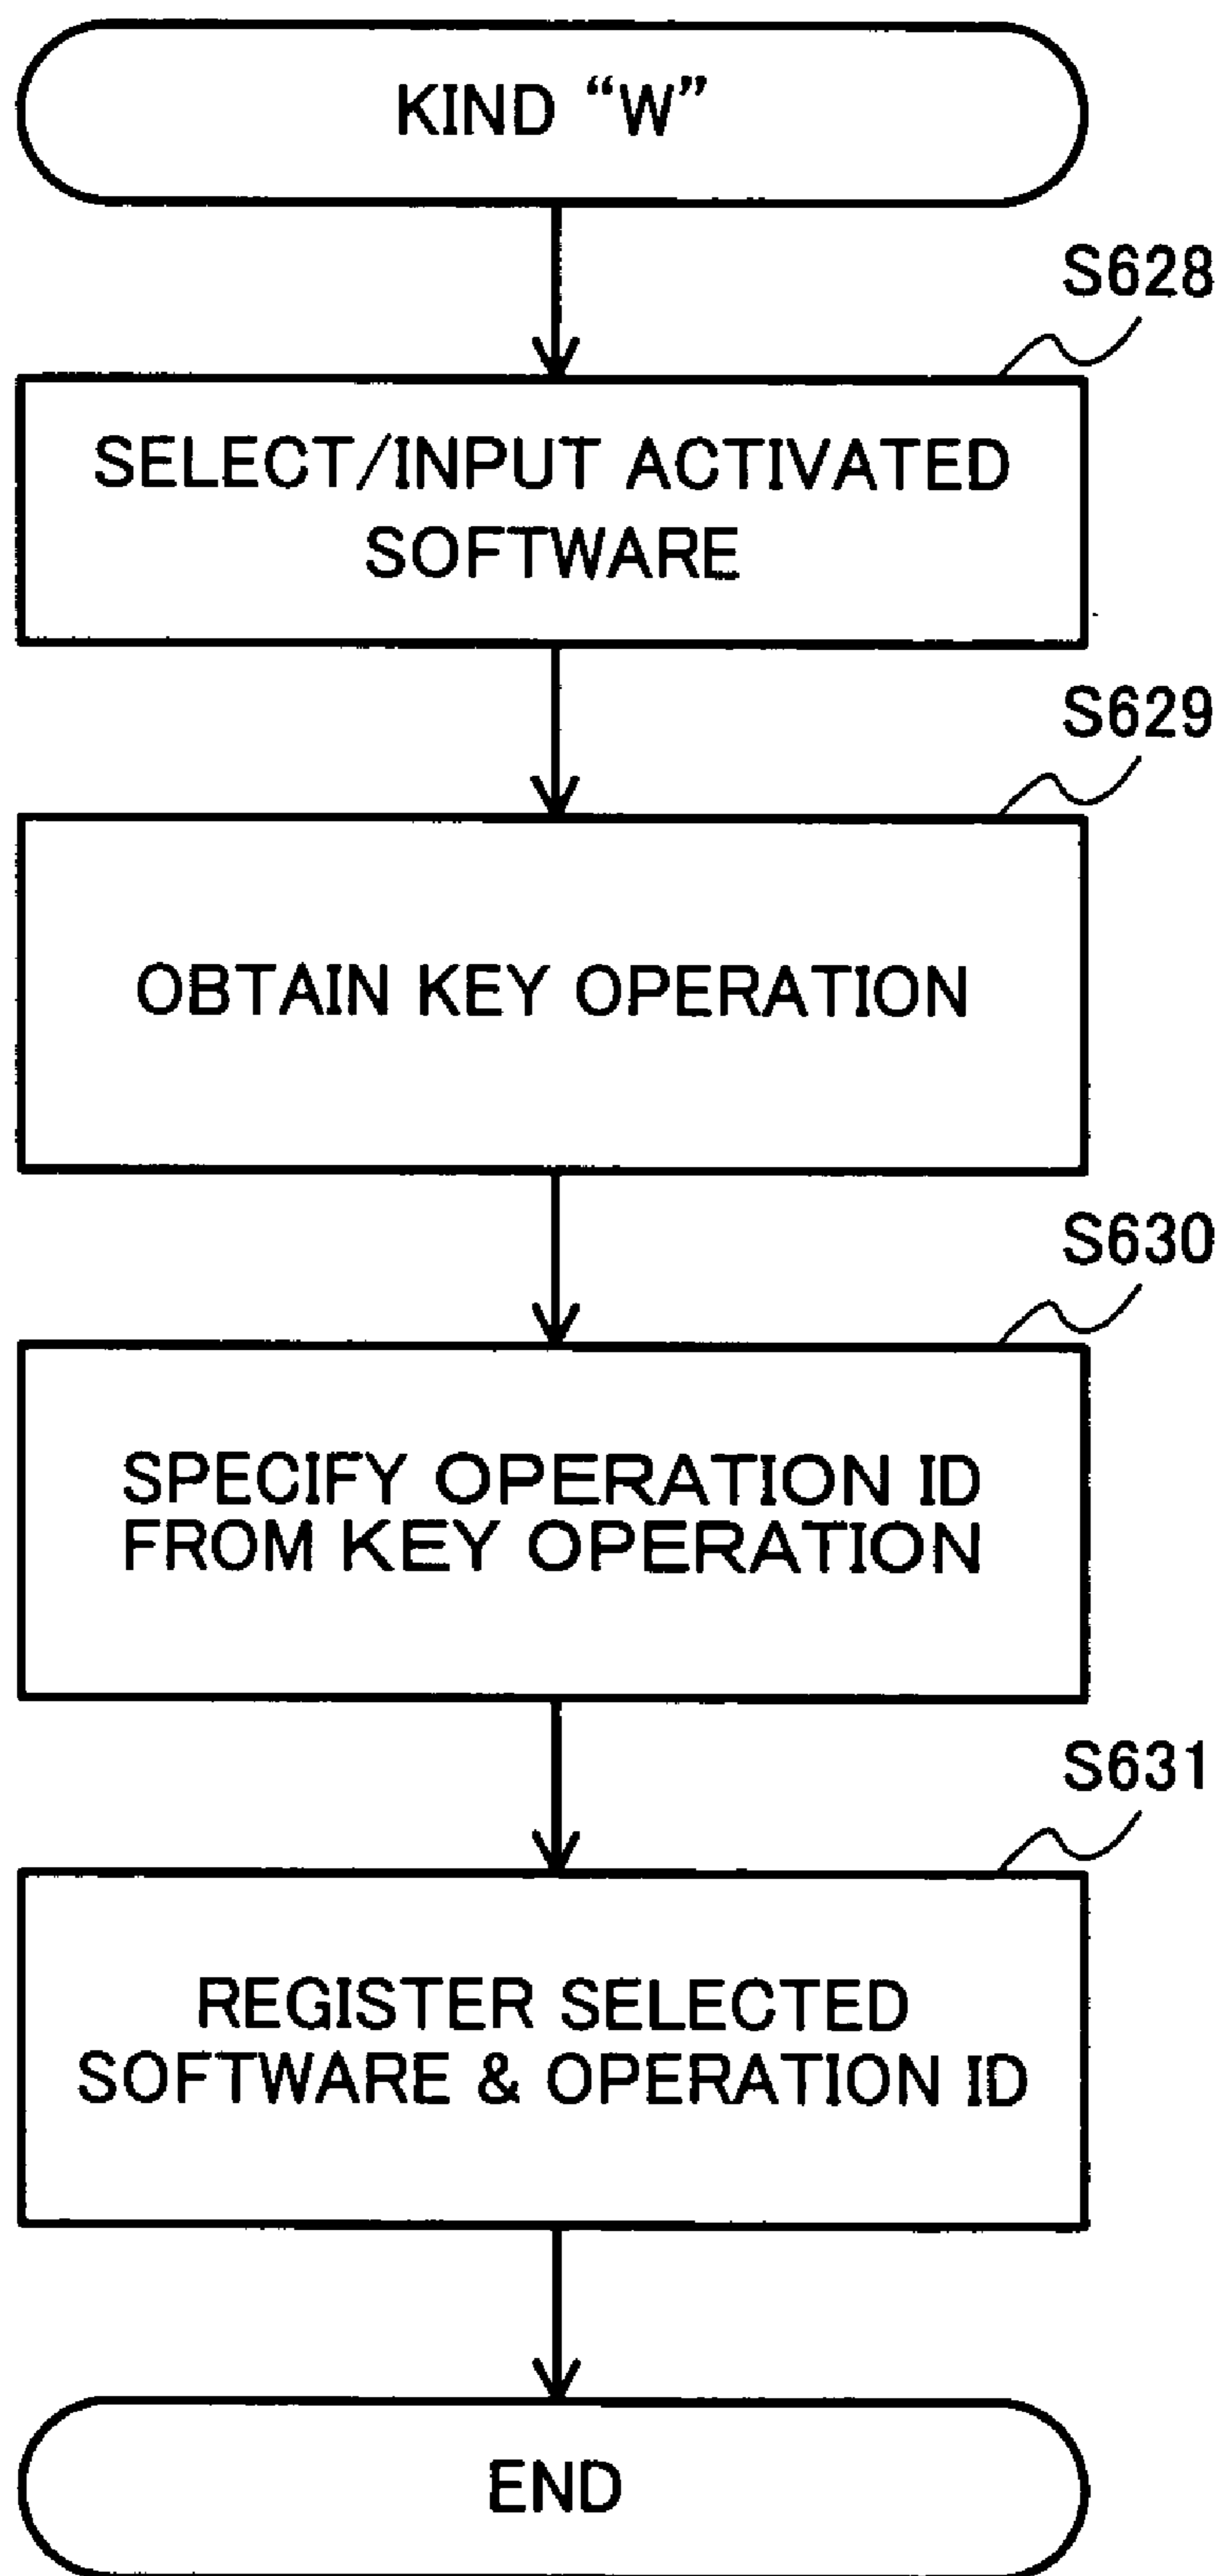 KIND “W”
S628
SELECT/INPUT ACTIVATED
SOFTWARE
S629
OBTAIN KEY OPERATION
S630
SPECIFY OPERATION ID
FROM KEY OPERATION
S631
REGISTER SELECTED
SOFTWARE & OPERATION ID
END